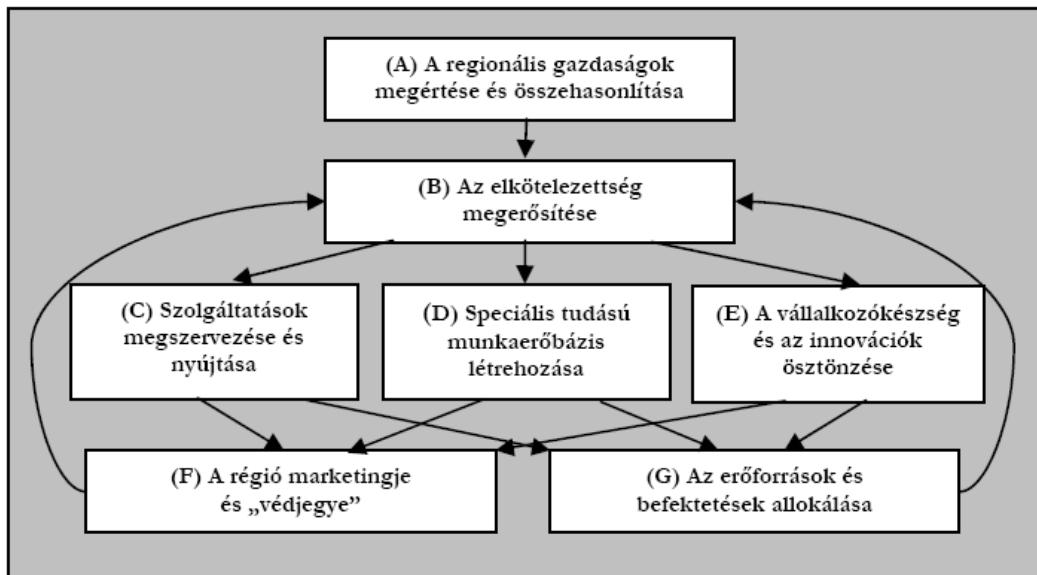 (A) A regionális gazdaságok
megértése és összehasonlítása
(B) Az elkötelezettség
megerősítése
(C) Szolgáltatások
megszervezése és
nyújtása
(D) Speciális tudású
munkaerőbázis
létrehozása
(E) A vállalkozókészség
és az innovációk
ösztönzése
(F) A régió marketingje
és „védjegye”
(G) Az erőforrások és
befektetések allokálása